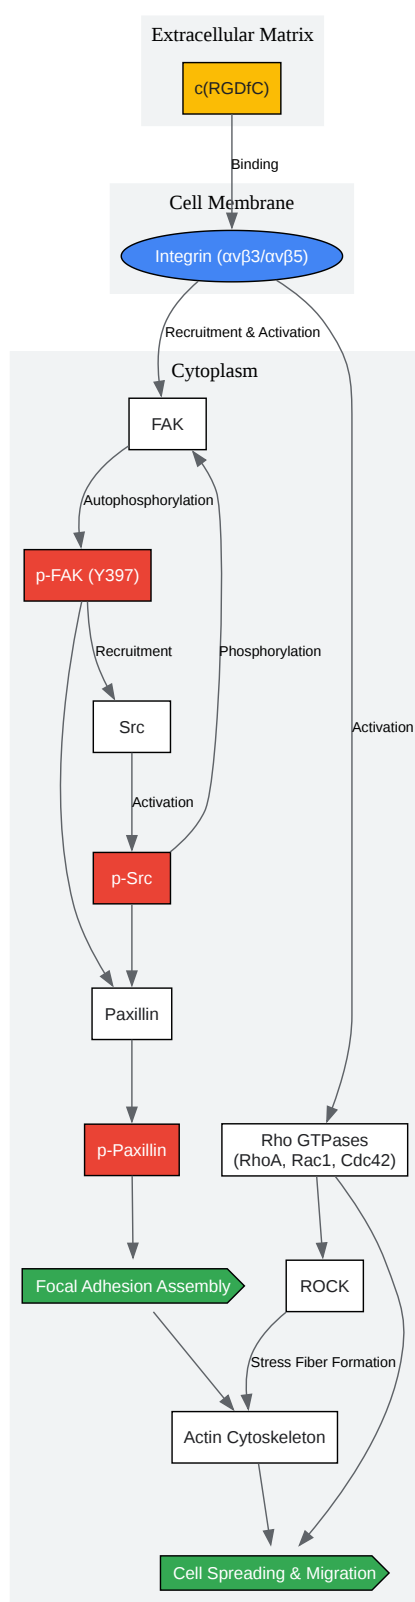 Extracellular Matrix
c(RGDfC)
Binding
Cell Membrane
Integrin (αvβ3/αvβ5)
Recruitment & Activation
Cytoplasm
FAK
Autophosphorylation
p-FAK (Y397)
Recruitment
Phosphorylation
Src
Activation
Activation
p-Src
Paxillin
p-Paxillin
Rho GTPases
(RhoA, Rac1, Cdc42)
Focal Adhesion Assembly
ROCK
Stress Fiber Formation
Actin Cytoskeleton
Cell Spreading & Migration